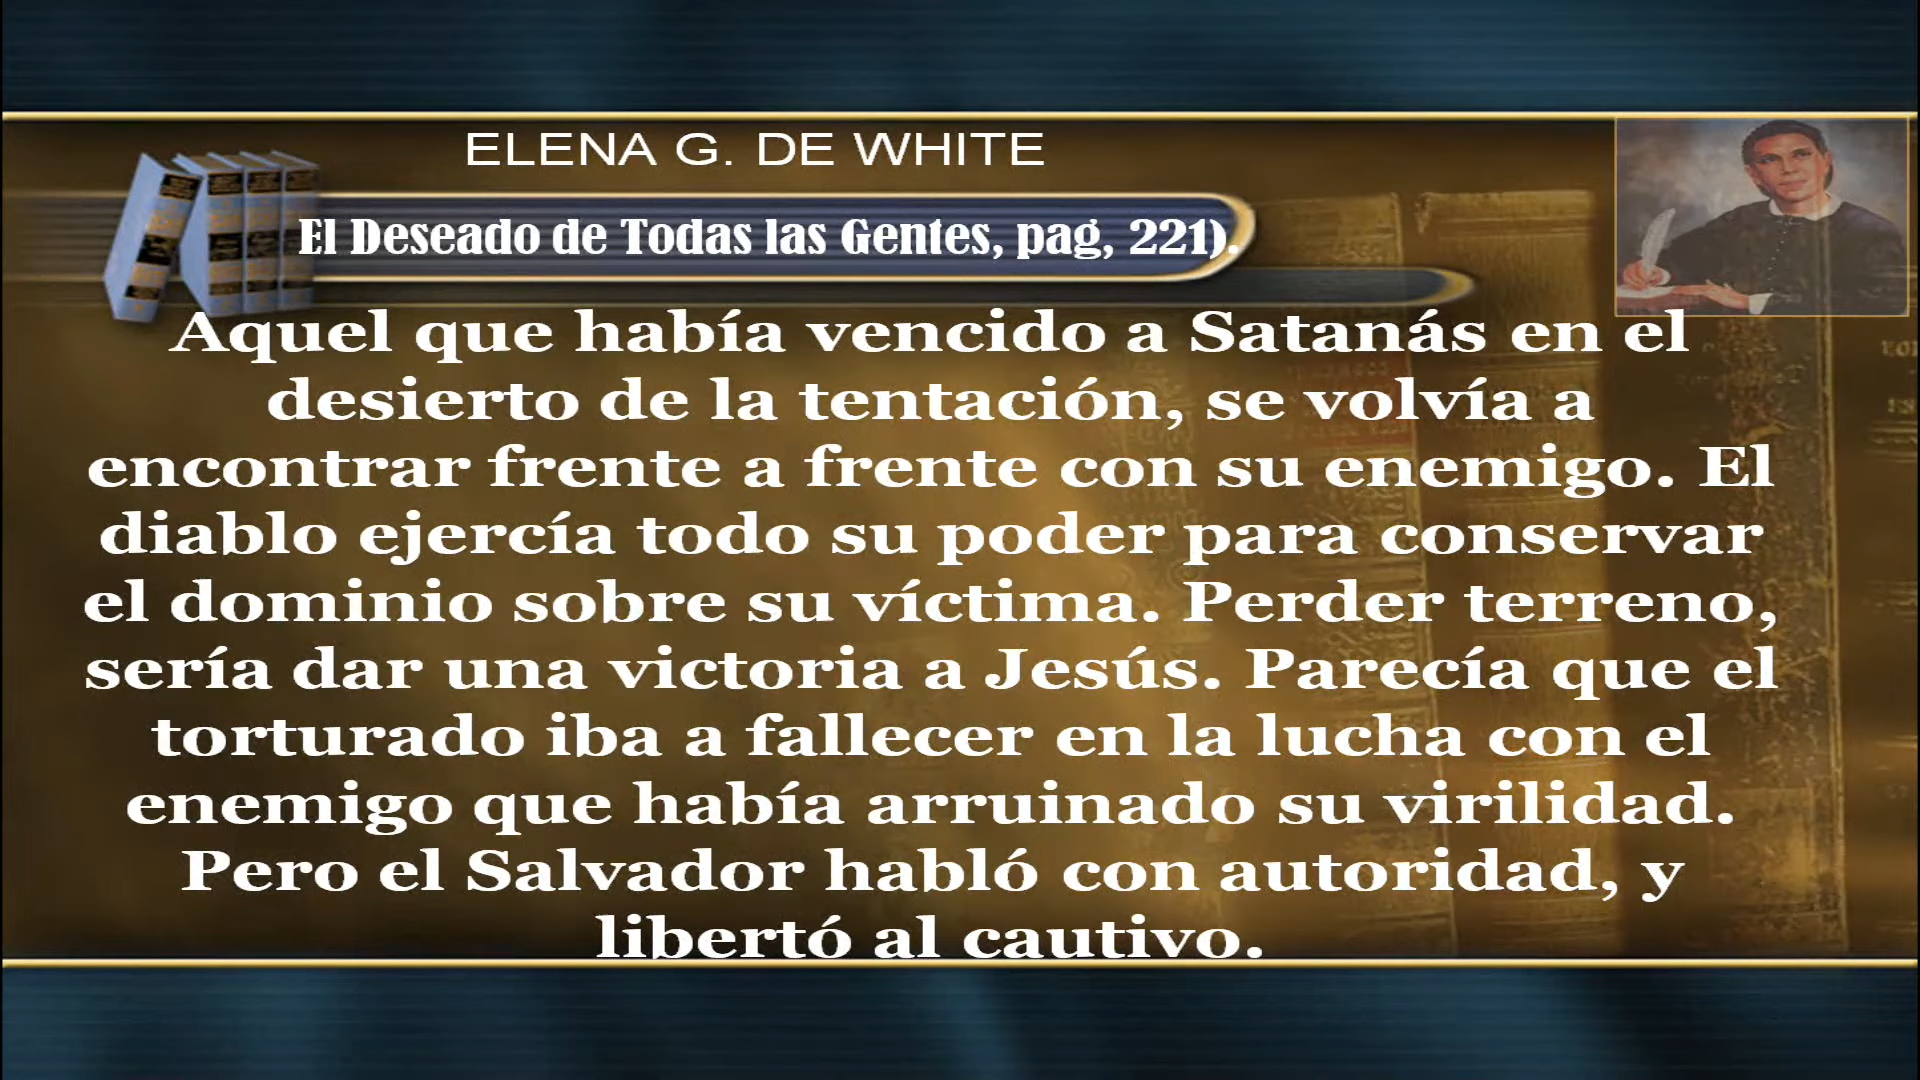 ELENA G. DE WHITE
El Deseado de Todas las Gentes, pag, 221).
Aquel que había vencido a Satanás en el
desierto de la tentación, se volvía a
encontrar frente a frente con su enemigo. El
diablo ejercía todo su poder para conservar
el dominio sobre su víctima. Perder terreno,
sería dar una victoria a Jesús. Parecía que el
torturado iba a fallecer en la lucha con el
enemigo que había arruinado su virilidad.
Pero el Salvador habló con autoridad, y
libertó al cautivo.